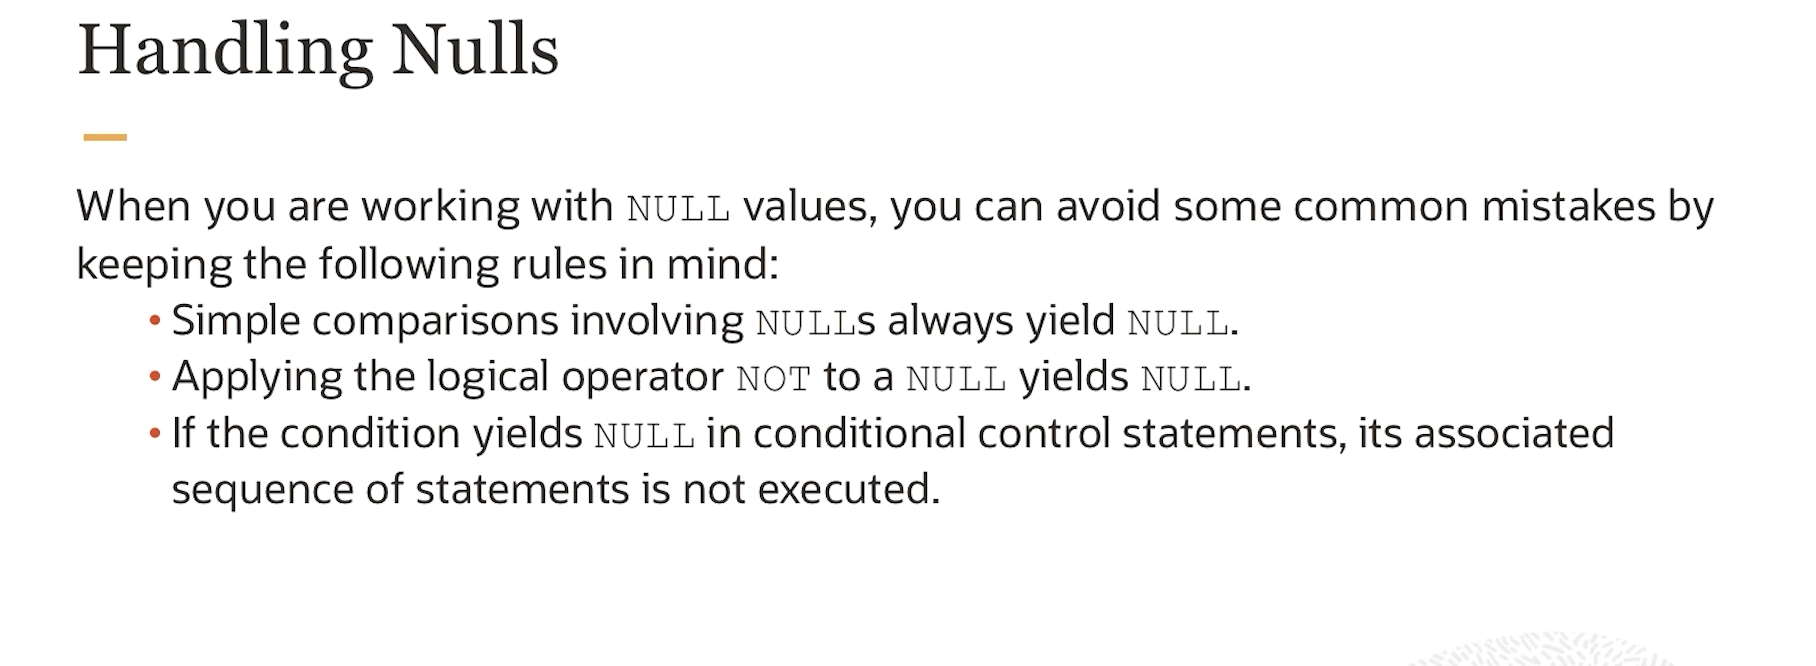 Handling Nulls
When you are working with NULL values, you can avoid some common mistakes by
keeping the following rules in mind:
• Simple comparisons involving NULLs always yield NULL.
• Applying the logical operator NOT to a NULL yields NULL.
• If the condition yields NULL in conditional control statements, its associated
sequence of statements is not executed.